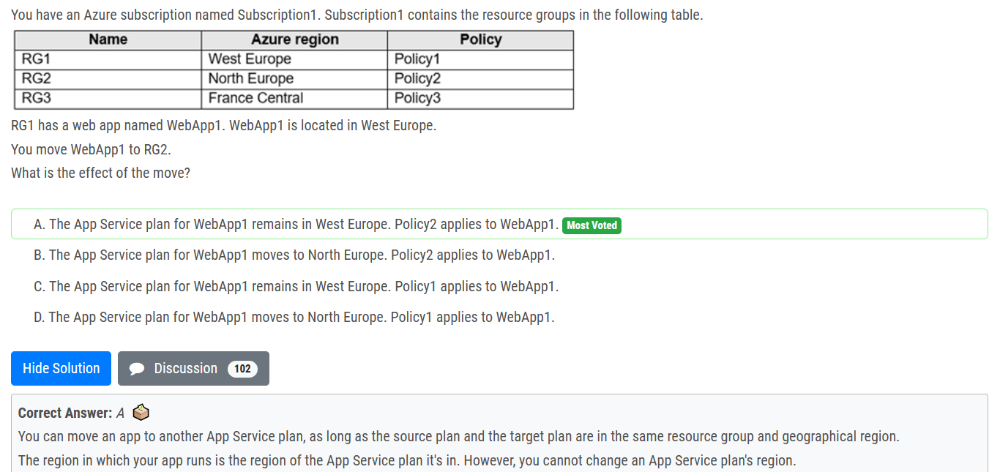 You have an Azure subscription named Subscription1. Subscription1 contains the resource groups in the following table.
Name Azure region Policy
RG1 West Europe Policy1
RG2 North Europe Policy2
RG3 France Central Policy3
RG1 has a web app named WebApp1. WebApp1 is located in West Europe.
You move WebApp1 to RG2.
What is the effect of the move?
A. The App Service plan for WebApp1 remains in West Europe. Policy2 applies to WebApp1. Most Voted
B. The App Service plan for WebApp1 moves to North Europe. Policy2 applies to WebApp1.
C. The App Service plan for WebApp1 remains in West Europe. Policy1 applies to WebApp1.
D. The App Service plan for WebApp1 moves to North Europe. Policy1 applies to WebApp1.
Hide Solution Discussion 102
Correct Answer: A
You can move an app to another App Service plan, as long as the source plan and the target plan are in the same resource group and geographical region.
The region in which your app runs is the region of the App Service plan it's in. However, you cannot change an App Service plan's region.